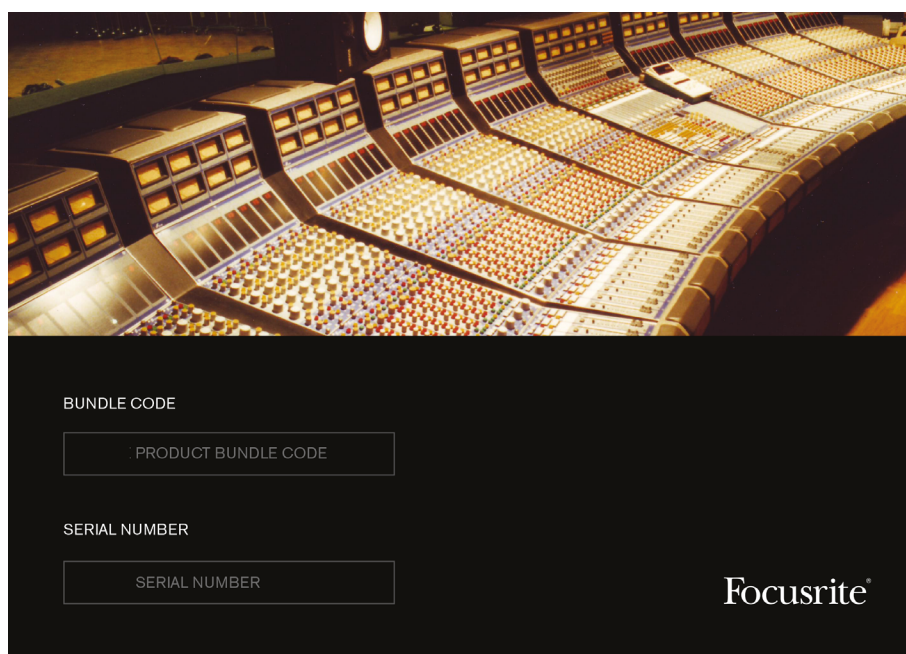 BUNDLE CODE
PRODUCT BUNDLE CODE
SERIAL NUMBER
SERIAL NUMBER
Focusrite®